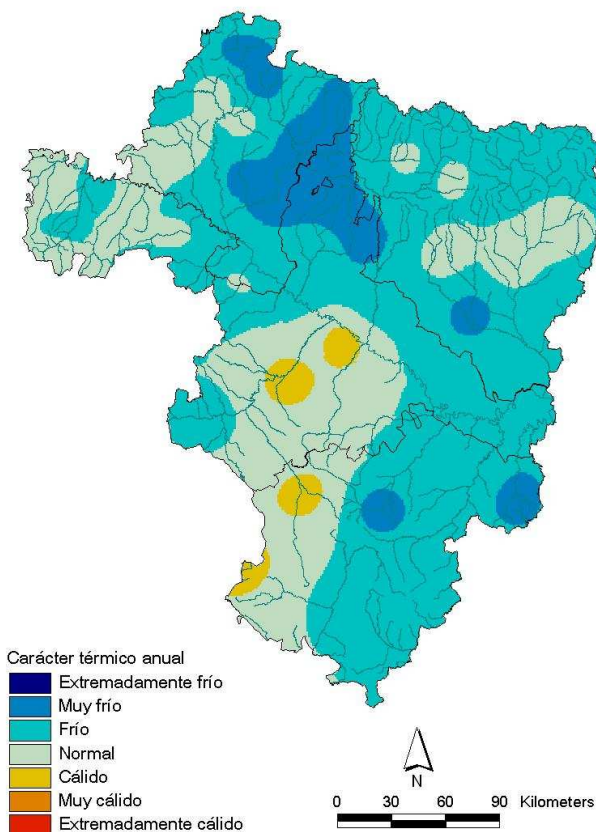 Carácter térmico anual
Extremadamente frío
Muy frío
Frío
Normal
Cálido
Muy cálido
Extremadamente cálido
N
0 30 60 90 Kilometers